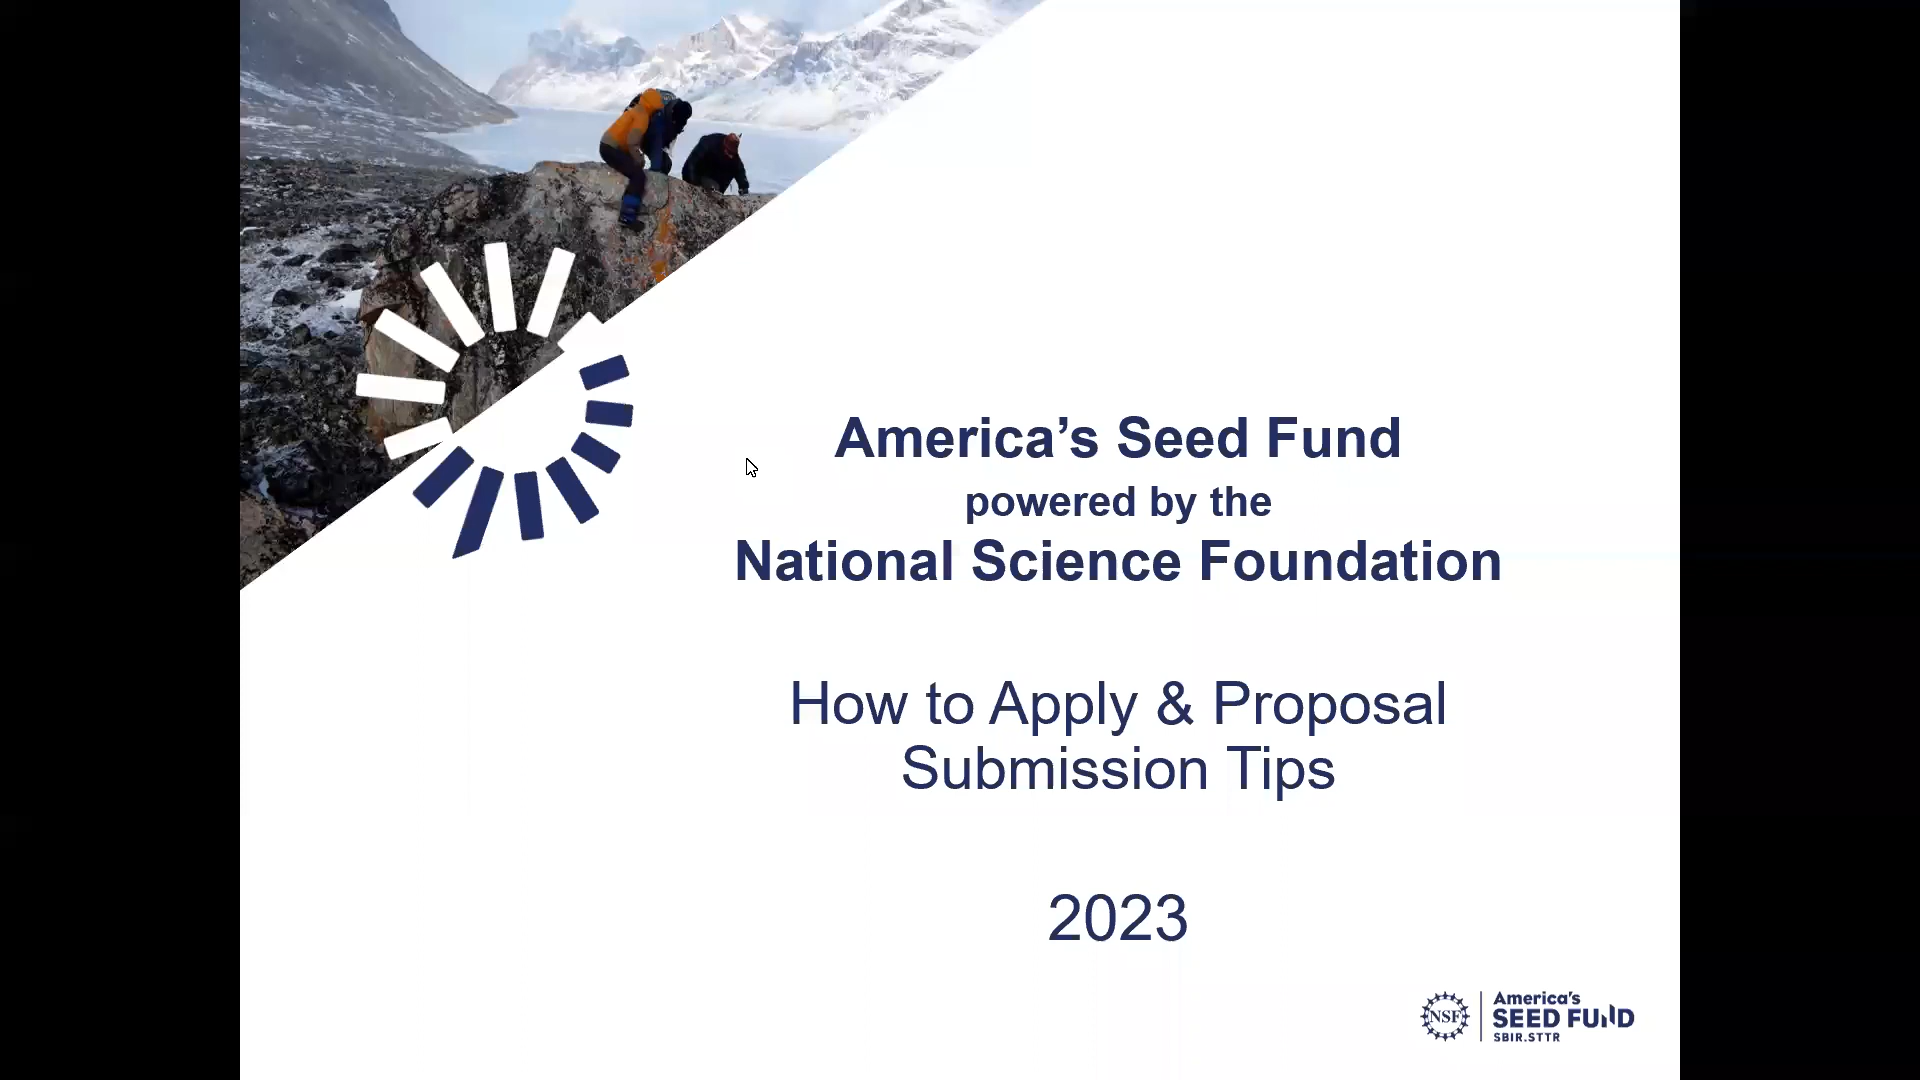 America’s Seed Fund
powered by the
National Science Foundation
How to Apply & Proposal
Submission Tips
2023
NSF
America's
SEED FUND
SBIR.STTR